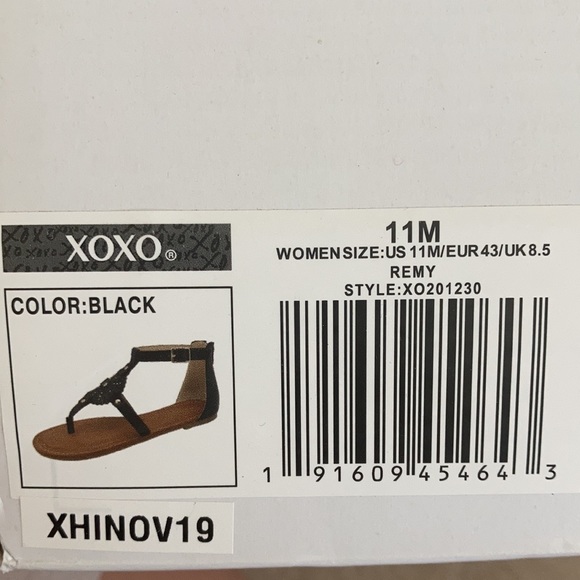 XOXO®
11M
WOMEN SIZE:US 11M/EUR 43/UK 8.5
REMY
STYLE:XO201230
COLOR:BLACK
1 91609 45464 3
XHINOV19